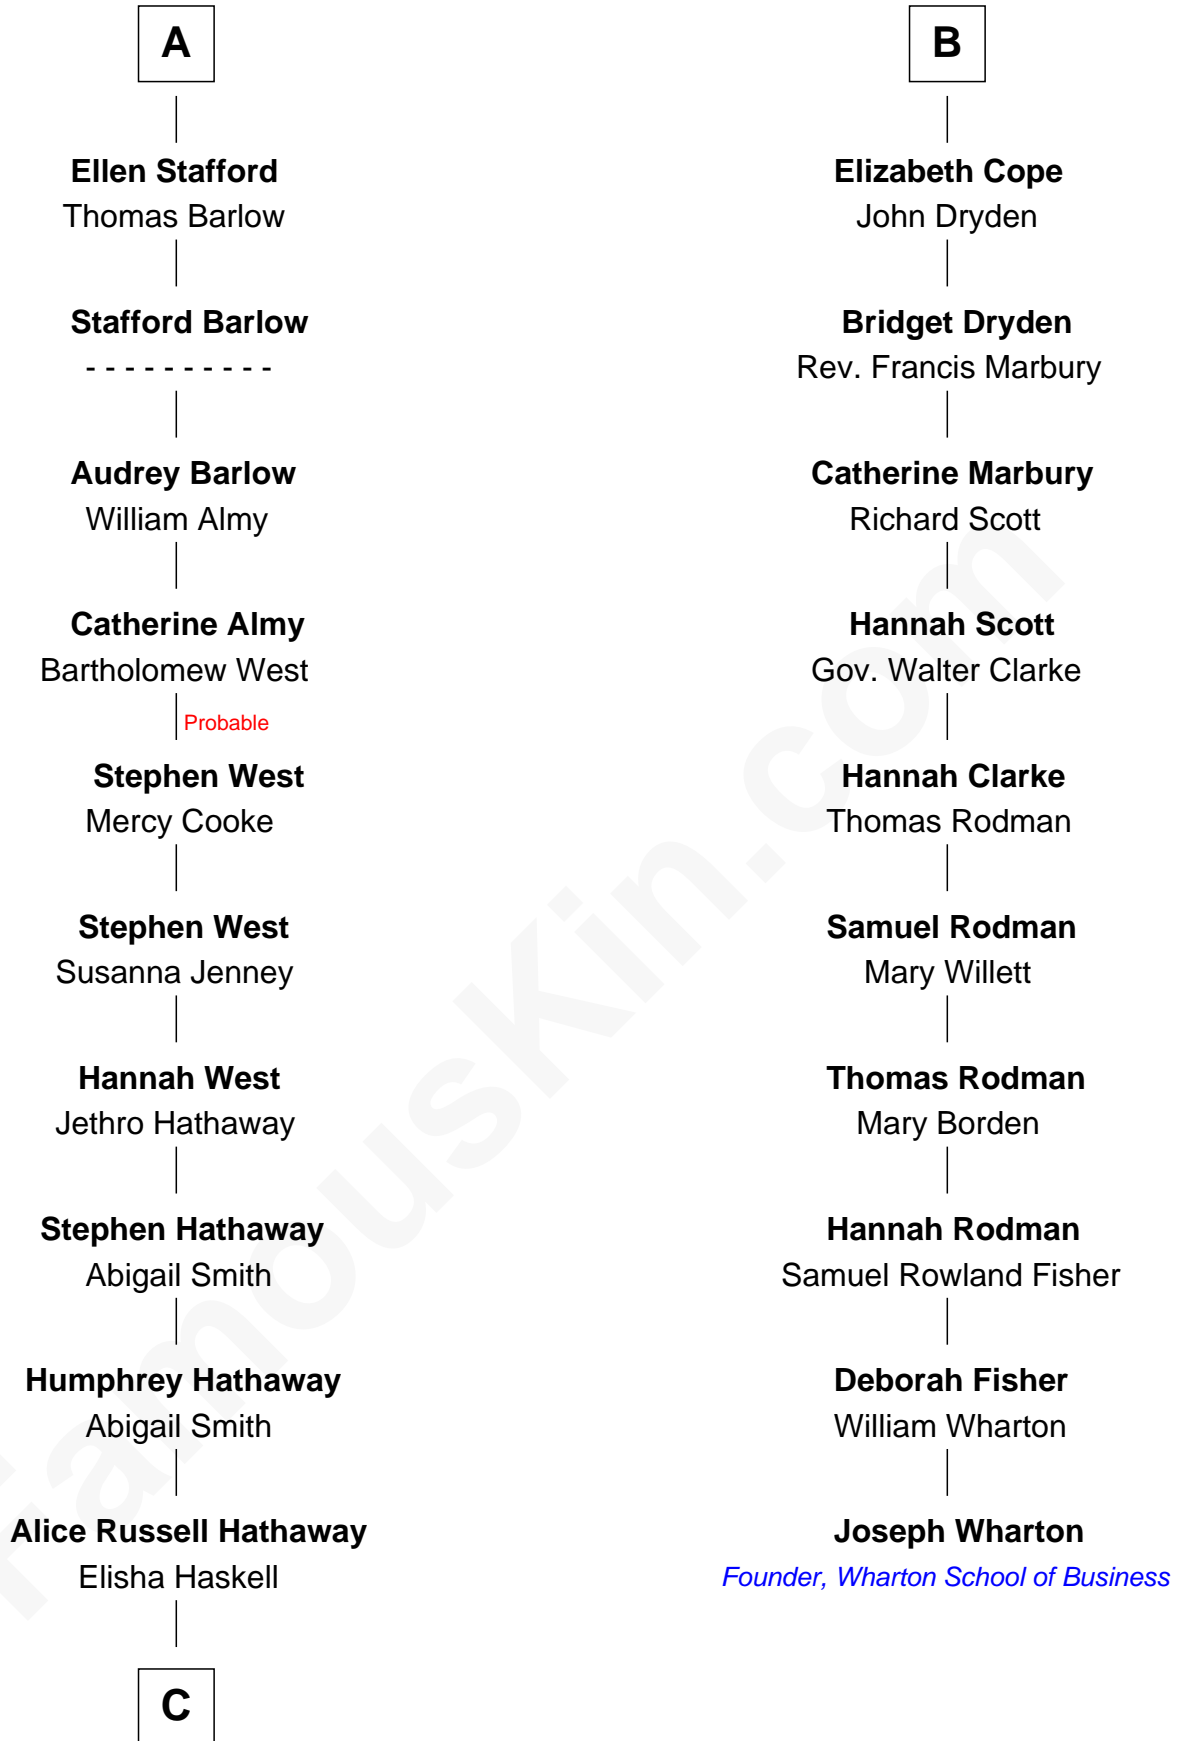 A
Ellen Stafford
Thomas Barlow
Stafford Barlow
- - - - - - - - - -
Audrey Barlow
William Almy
Catherine Almy
Bartholomew West
Probable
Stephen West
Mercy Cooke
Stephen West
Susanna Jenney
Hannah West
Jethro Hathaway
Stephen Hathaway
Abigail Smith
Humphrey Hathaway
Abigail Smith
Alice Russell Hathaway
Elisha Haskell
C
B
Elizabeth Cope
John Dryden
Bridget Dryden
Rev. Francis Marbury
Catherine Marbury
Richard Scott
Hannah Scott
Gov. Walter Clarke
Hannah Clarke
Thomas Rodman
Samuel Rodman
Mary Willett
Thomas Rodman
Mary Borden
Hannah Rodman
Samuel Rowland Fisher
Deborah Fisher
William Wharton
Joseph Wharton
Founder, Wharton School of Business
FamousKin.com